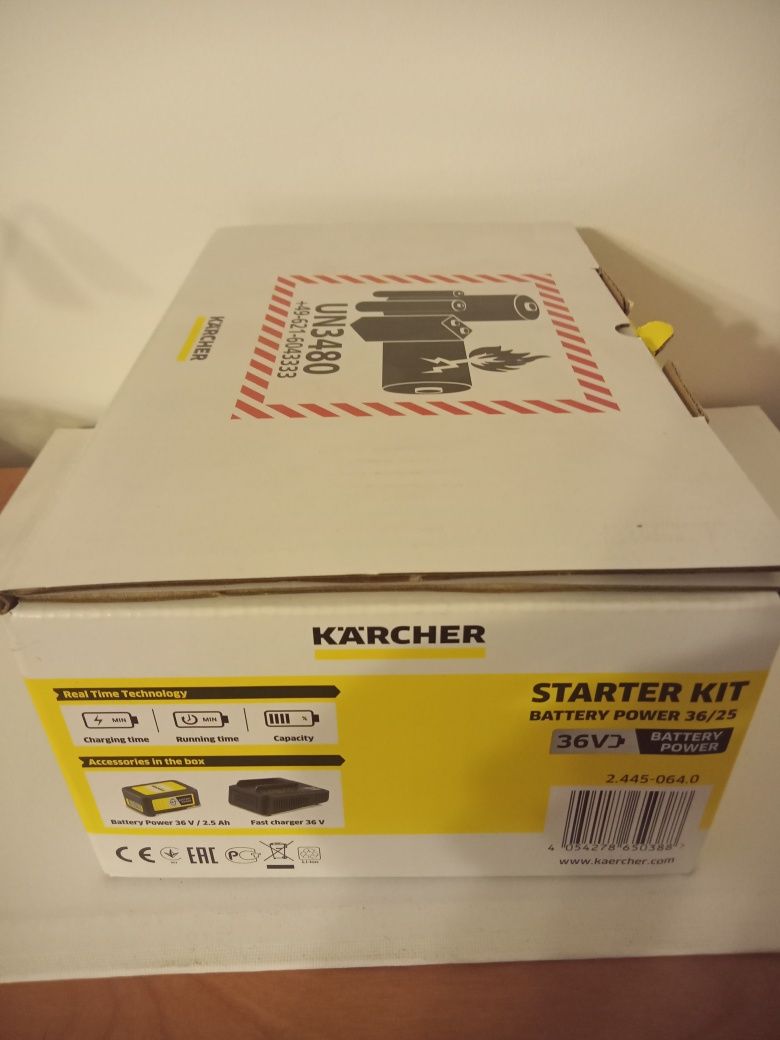 KÄRCHER
UN3480
+49-621-6043333
KÄRCHER
Real Time Technology
MIN
MIN
%
Charging time
Running time
Capacity
Accessories in the box
Battery Power 36 V / 2.5 Ah
Fast charger 36 V
STARTER KIT
BATTERY POWER 36/25
36V
BATTERY
POWER
2.445-064.0
4 054278 650388
www.kaercher.com
CE
EAC